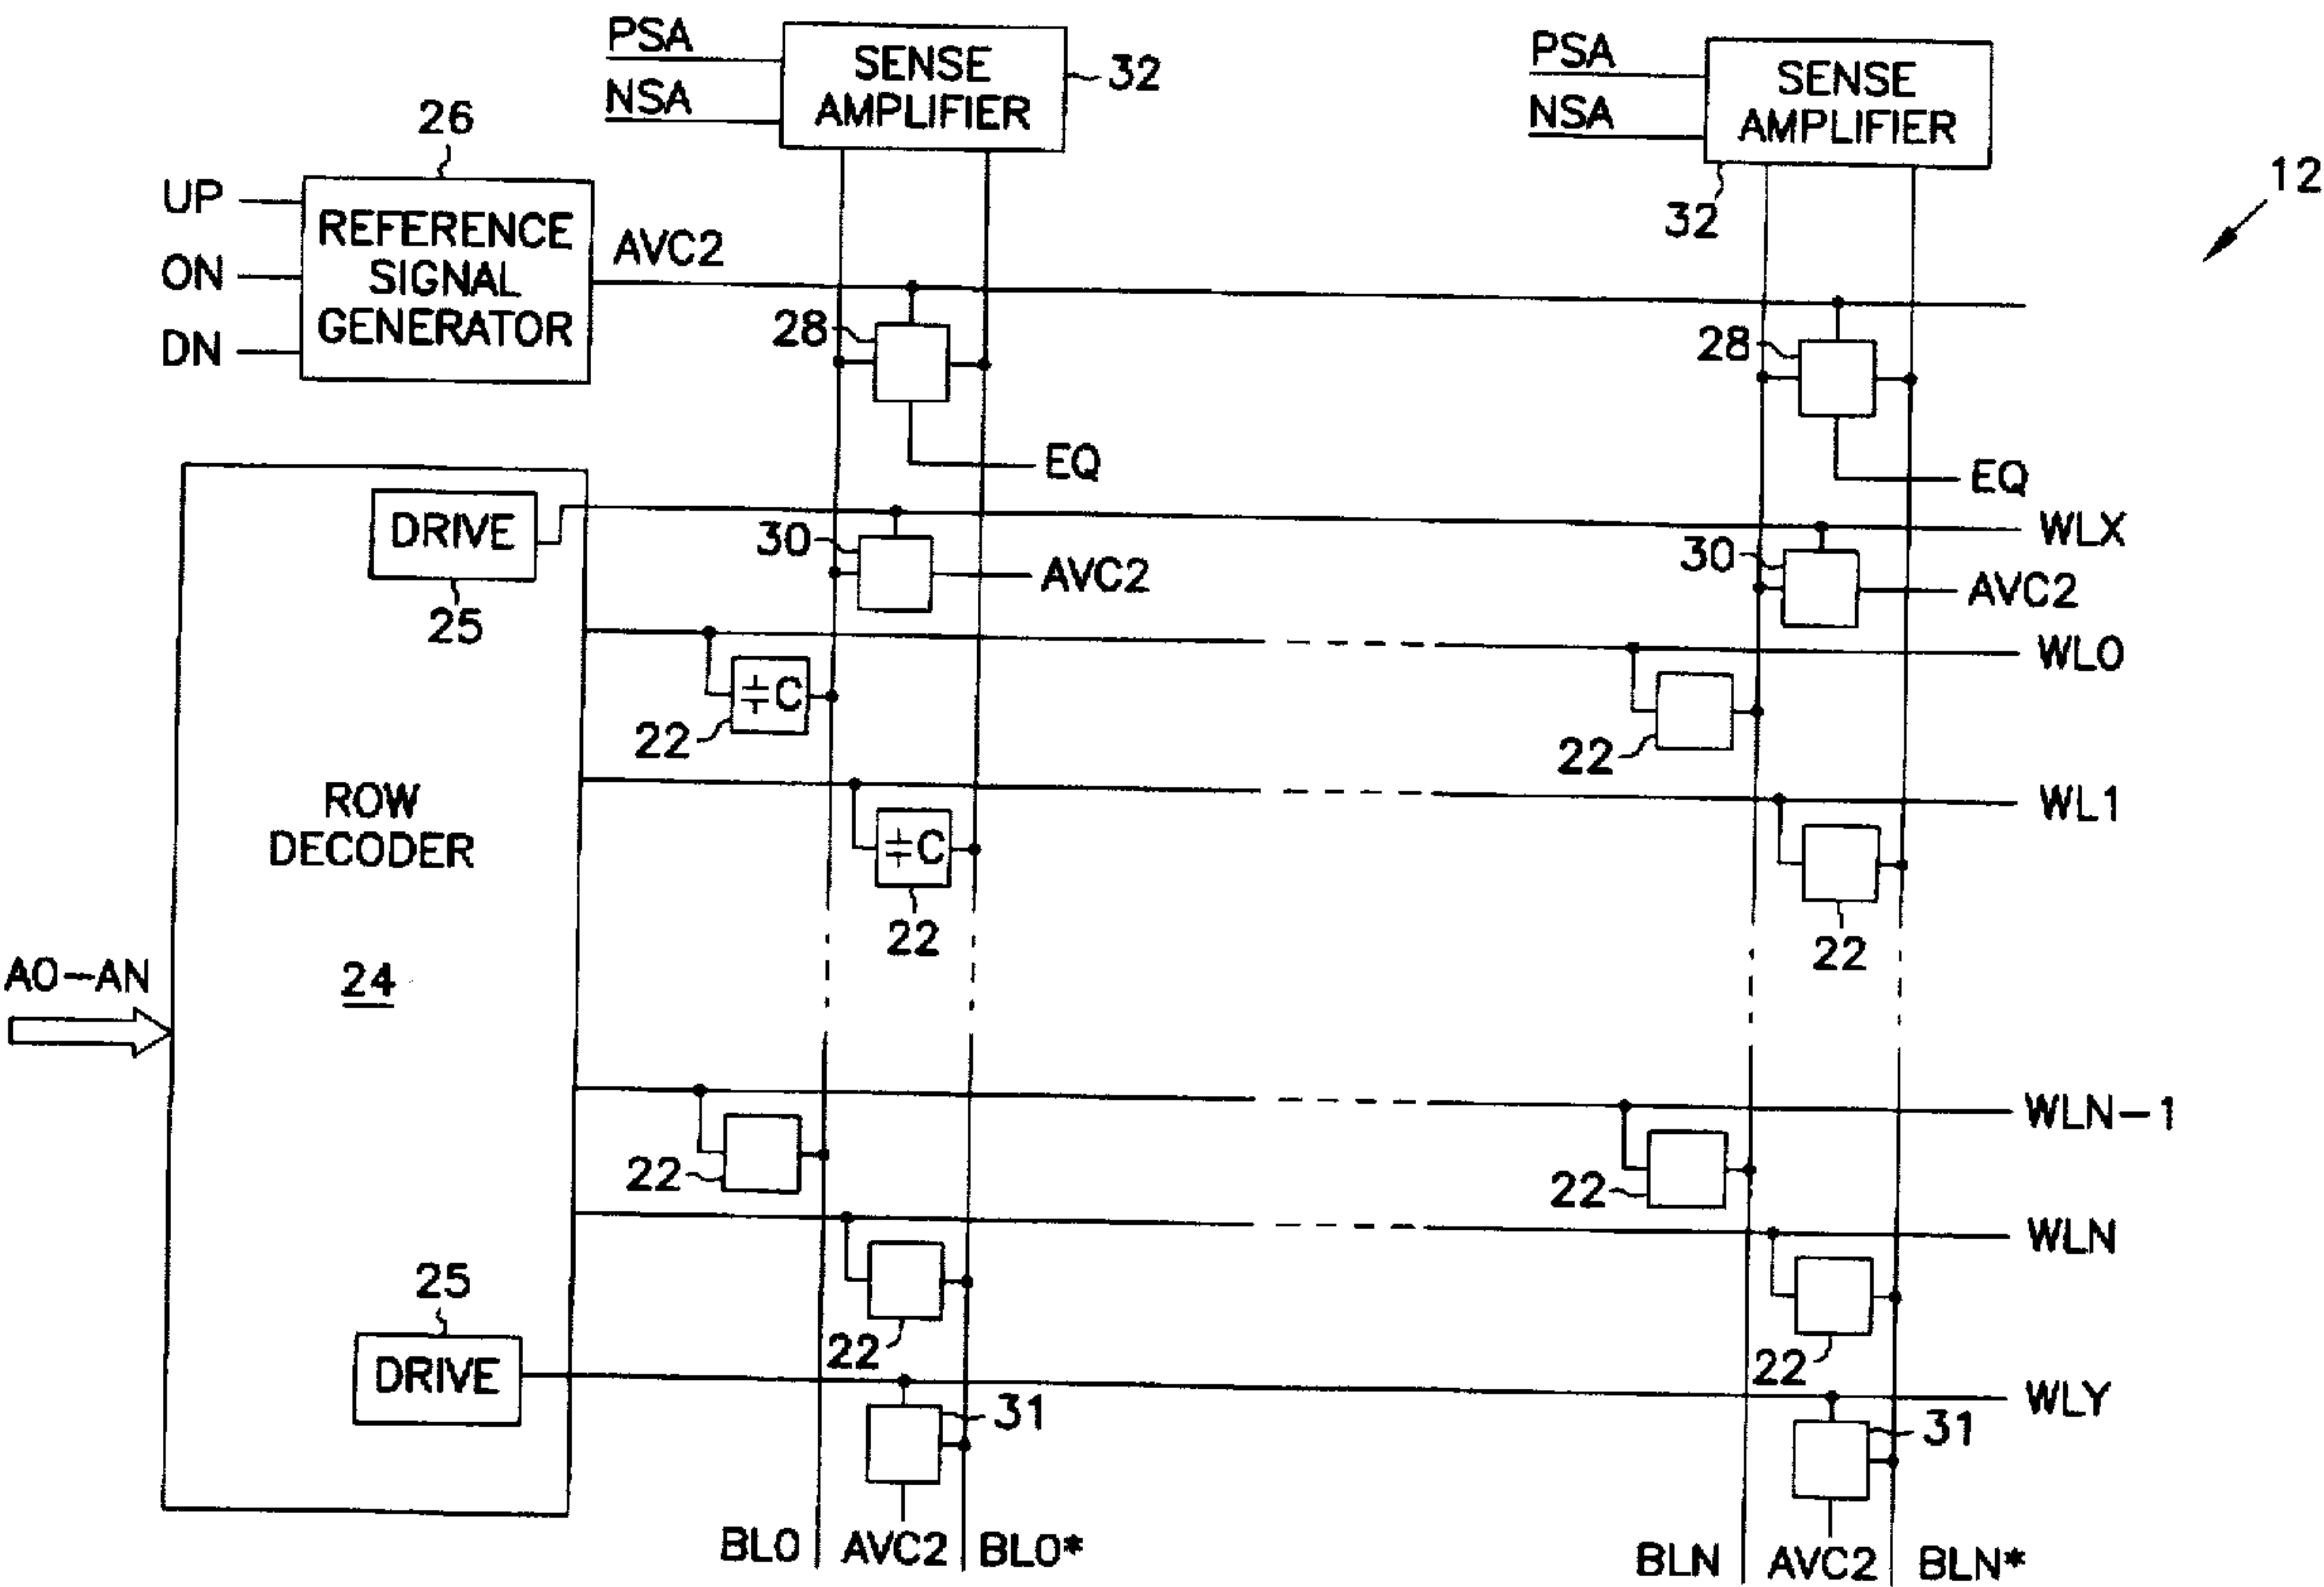 PSA
NSA
SENSE
AMPLIFIER
32
PSA
NSA
SENSE
AMPLIFIER
32
12
26
UP
ON
DN
REFERENCE
SIGNAL
GENERATOR
AVC2
28
EQ
28
EQ
DRIVE
25
WLX
30
AVC2
30
AVC2
WL0
C
22
22
WL1
C
22
22
ROW
DECODER
24
A0-AN
WLN-1
22
22
WLN
22
22
25
DRIVE
WLY
31
31
BL0
AVC2
BL0*
BLN
AVC2
BLN*